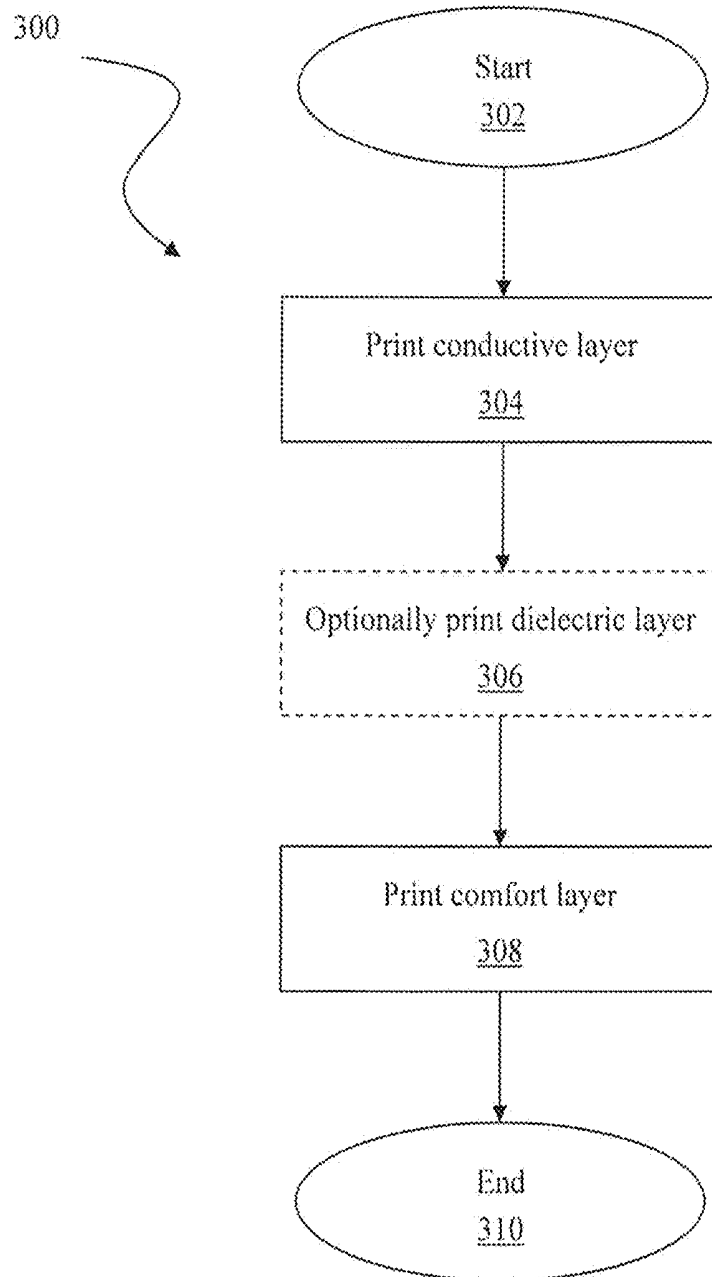 300
Start
302
Print conductive layer
304
Optionally print dielectric layer
306
Print comfort layer
308
End
310